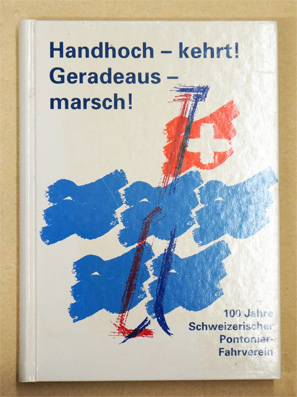 Handhoch – kehrt!
Geradeaus –
marsch!
100 Jahre
Schweizerischer
Pontonier-
Fahrverein